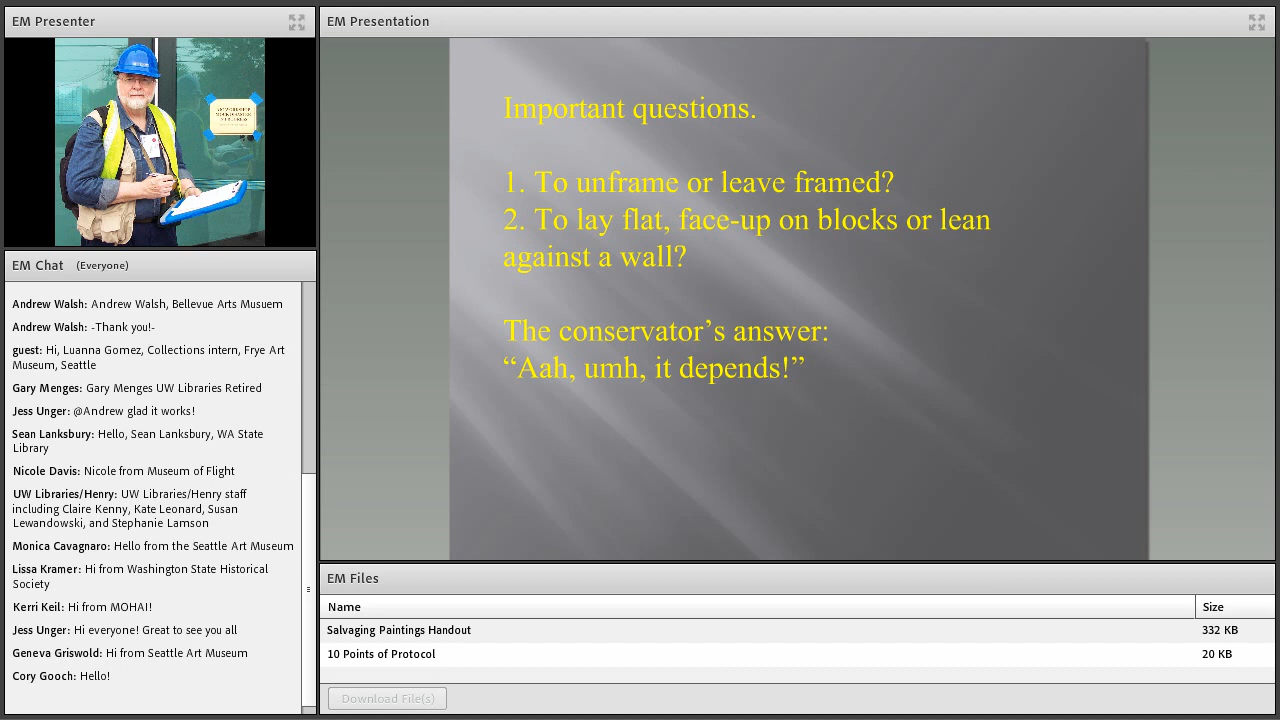 EM Presenter
EM Chat (Everyone)
Andrew Walsh: Andrew Walsh, Bellevue Arts Musuem
Andrew Walsh: -Thank you!-
guest: Hi, Luanna Gomez, Collections intern, Frye Art
Museum, Seattle
Gary Menges: Gary Menges UW Libraries Retired
Jess Unger: @Andrew glad it works!
Sean Lanksbury: Hello, Sean Lanksbury, WA State
Library
Nicole Davis: Nicole from Museum of Flight
UW Libraries/Henry: UW Libraries/Henry staff
including Claire Kenny, Kate Leonard, Susan
Lewandowski, and Stephanie Lamson
Monica Cavagnaro: Hello from the Seattle Art Museum
Lissa Kramer: Hi from Washington State Historical
Society
Kerri Keil: Hi from MOHAI!
Jess Unger: Hi everyone! Great to see you all
Geneva Griswold: Hi from Seattle Art Museum
Cory Gooch: Hello!
EM Presentation
Important questions.
1. To unframe or leave framed?
2. To lay flat, face-up on blocks or lean
against a wall?
The conservator’s answer:
“Aah, umh, it depends!”
EM Files
Name Size
Salvaging Paintings Handout 332 KB
10 Points of Protocol 20 KB
Download File(s)